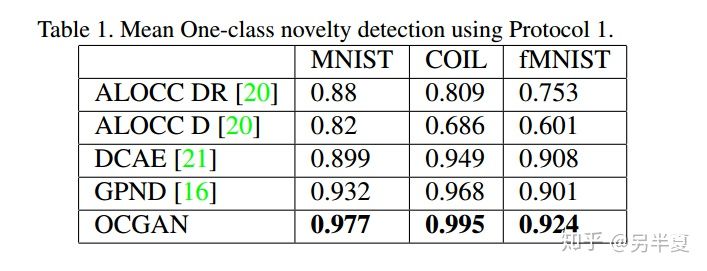 Table 1. Mean One-class novelty detection using Protocol 1.
MNIST COIL fMNIST
ALOCC DR [20] 0.88 0.809 0.753
ALOCC D [20] 0.82 0.686 0.601
DCAE [21] 0.899 0.949 0.908
GPND [16] 0.932 0.968 0.901
OCGAN 0.977 0.995 0.924
知乎 @另半夏